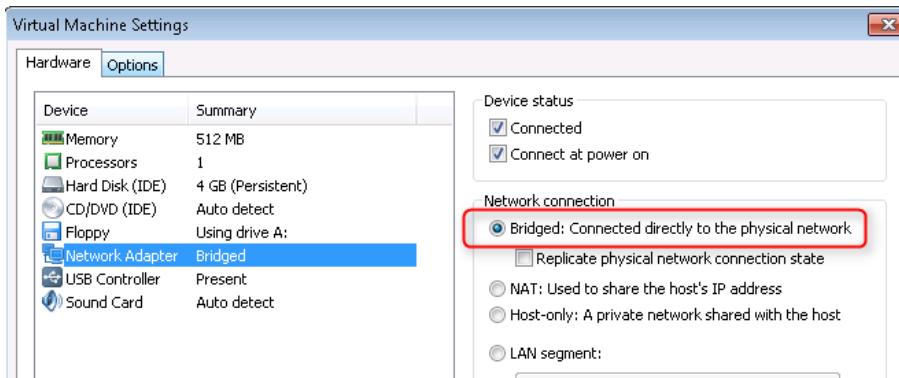 Virtual Machine Settings
Hardware Options
Device Summary
Memory 512 MB
Processors 1
Hard Disk (IDE) 4 GB (Persistent)
CD/DVD (IDE) Auto detect
Floppy Using drive A:
Network Adapter Bridged
USB Controller Present
Sound Card Auto detect
Device status
Connected
Connect at power on
Network connection
Bridged: Connected directly to the physical network
Replicate physical network connection state
NAT: Used to share the host's IP address
Host-only: A private network shared with the host
LAN segment: